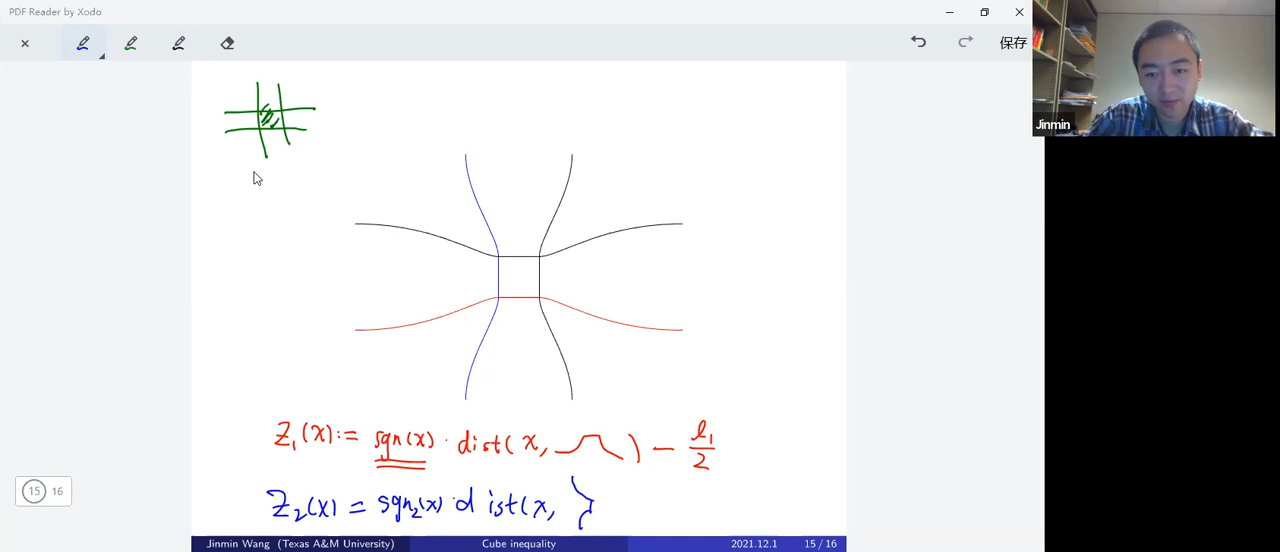 PDF Reader by Xodo
保存
Jinmin
Z₁(x) := sgn(x) · dist(x, ) − ℓ₁/2
Z₂(x) = sgn₂(x) · dist(x,
15 16
Jinmin Wang (Texas A&M University) Cube inequality 2021.12.1 15 / 16